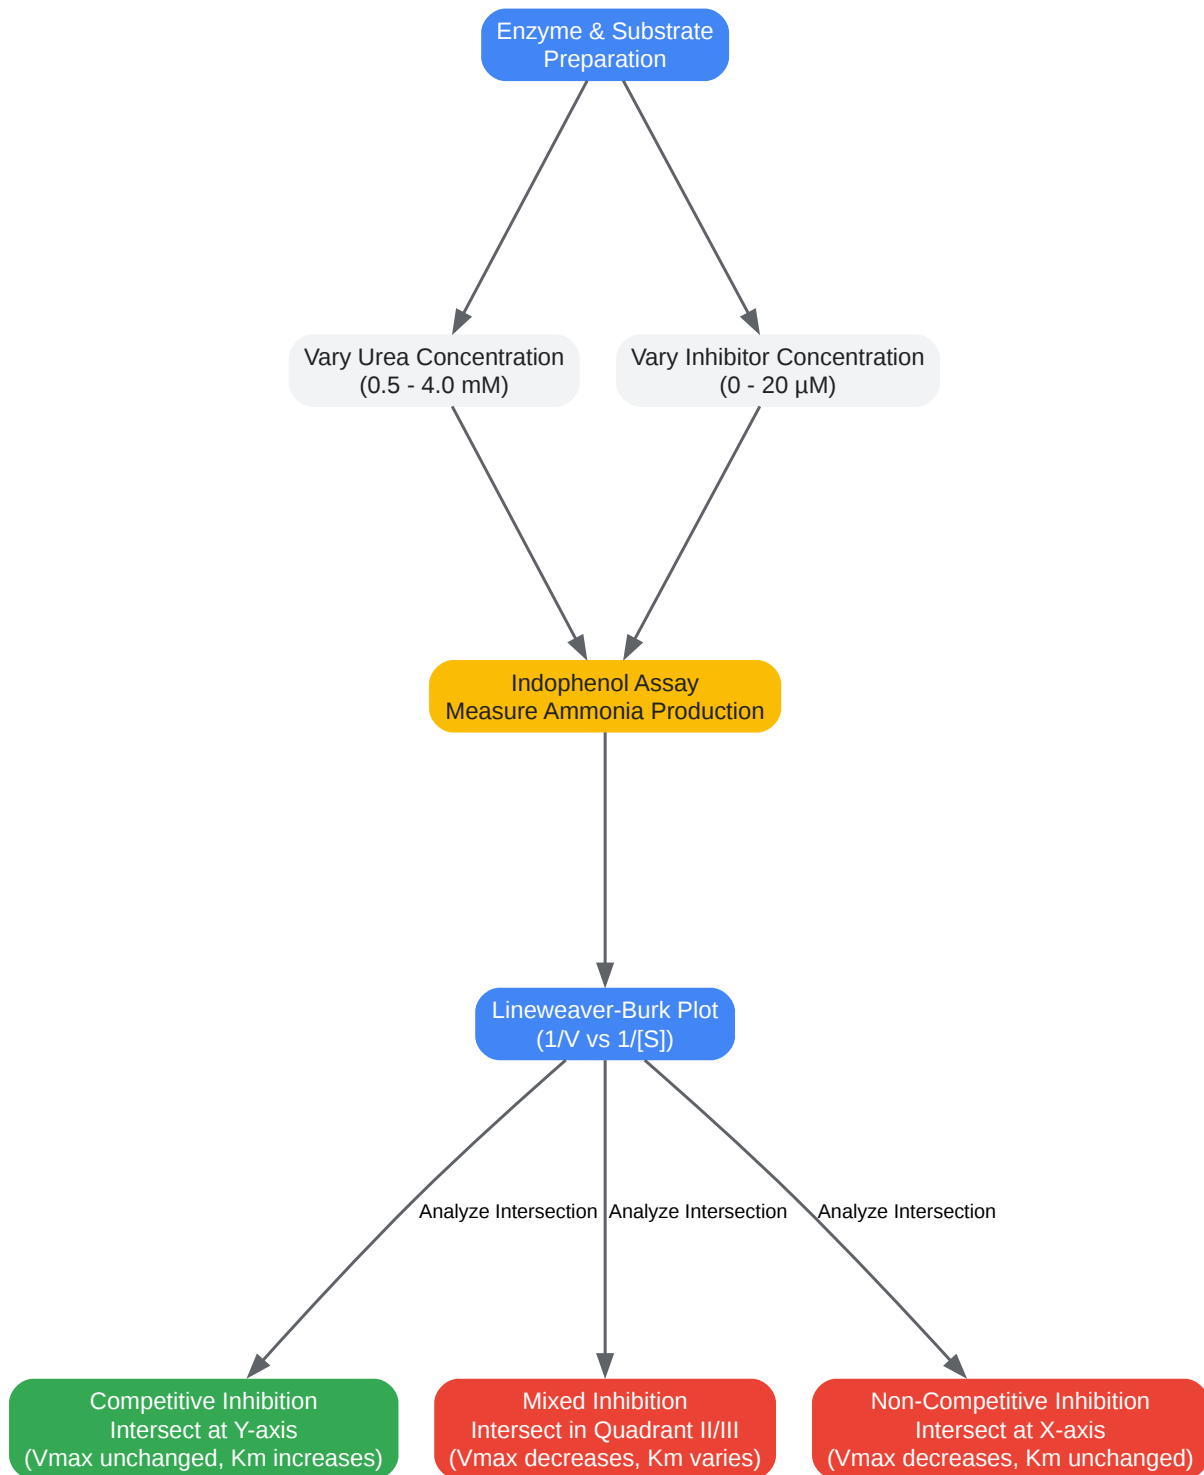 Enzyme & Substrate
Preparation
Vary Urea Concentration
(0.5 - 4.0 mM)
Vary Inhibitor Concentration
(0 - 20 µM)
Indophenol Assay
Measure Ammonia Production
Lineweaver-Burk Plot
(1/V vs 1/[S])
Analyze Intersection
Analyze Intersection
Analyze Intersection
Competitive Inhibition
Intersect at Y-axis
(Vmax unchanged, Km increases)
Mixed Inhibition
Intersect in Quadrant II/III
(Vmax decreases, Km varies)
Non-Competitive Inhibition
Intersect at X-axis
(Vmax decreases, Km unchanged)